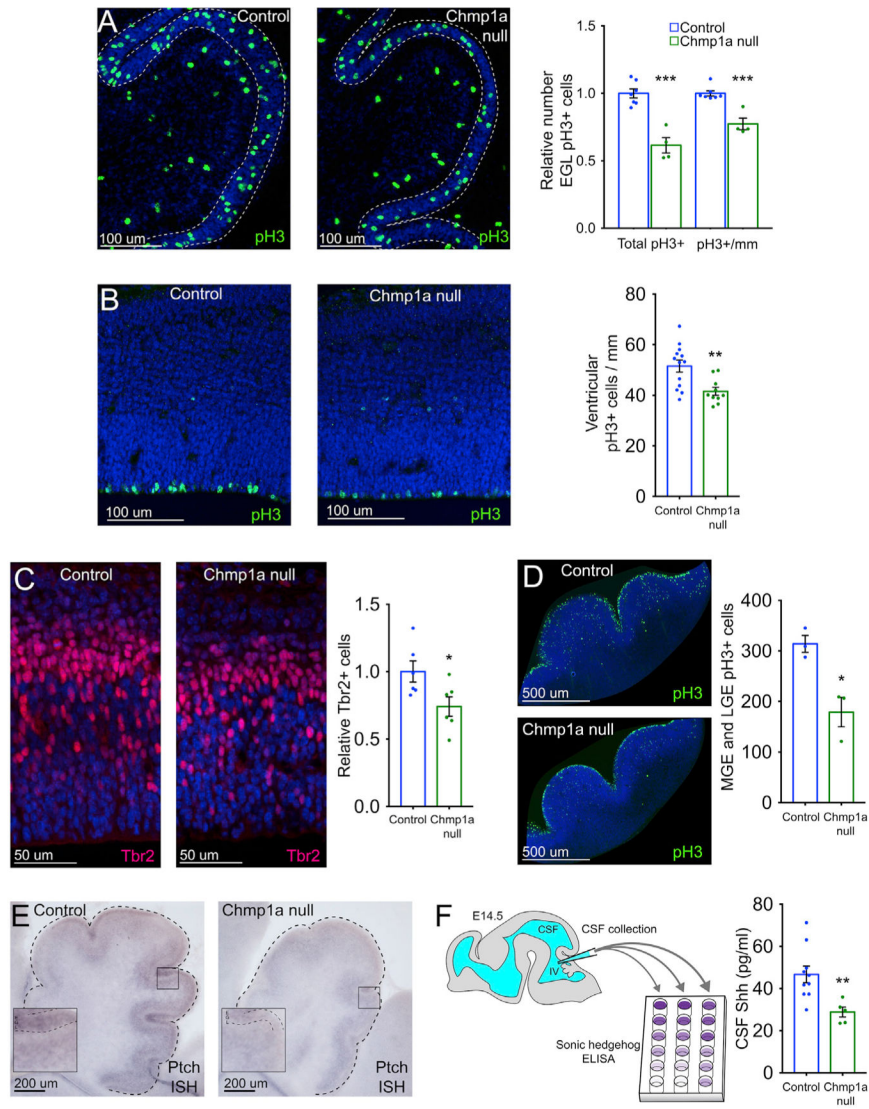 A
Control
Chmp1a
null
100 um
pH3
100 um
pH3
Control
Chmp1a null
Relative number
EGL pH3+ cells
1.5
1.0
0.5
0.0
***
***
Total pH3+
pH3+/mm
B
Control
Chmp1a null
100 um
pH3
100 um
pH3
Ventricular
pH3+ cells / mm
80
60
40
20
0
**
Control
Chmp1a
null
C
Control
Chmp1a null
50 um
Tbr2
50 um
Tbr2
Relative Tbr2+ cells
1.5
1.0
0.5
0.0
*
Control
Chmp1a
null
D
Control
500 um
pH3
Chmp1a null
500 um
pH3
MGE and LGE pH3+ cells
400
300
200
100
0
*
Control
Chmp1a
null
E
Control
Ptch
ISH
200 um
Chmp1a null
Ptch
ISH
200 um
F
E14.5
CSF
IV
CSF collection
Sonic hedgehog
ELISA
CSF Shh (pg/ml)
80
60
40
20
0
**
Control
Chmp1a
null